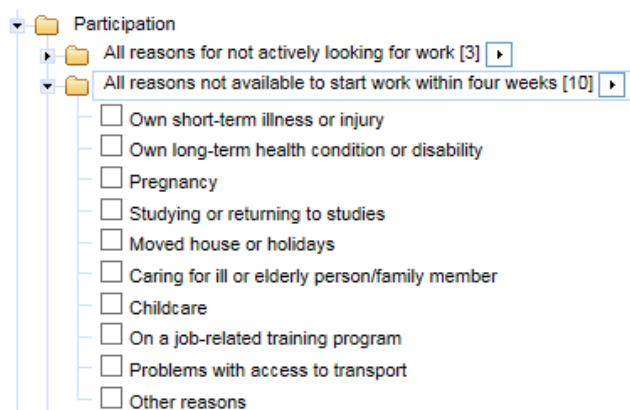 Participation
All reasons for not actively looking for work [3]
All reasons not available to start work within four weeks [10]
Own short-term illness or injury
Own long-term health condition or disability
Pregnancy
Studying or returning to studies
Moved house or holidays
Caring for ill or elderly person/family member
Childcare
On a job-related training program
Problems with access to transport
Other reasons